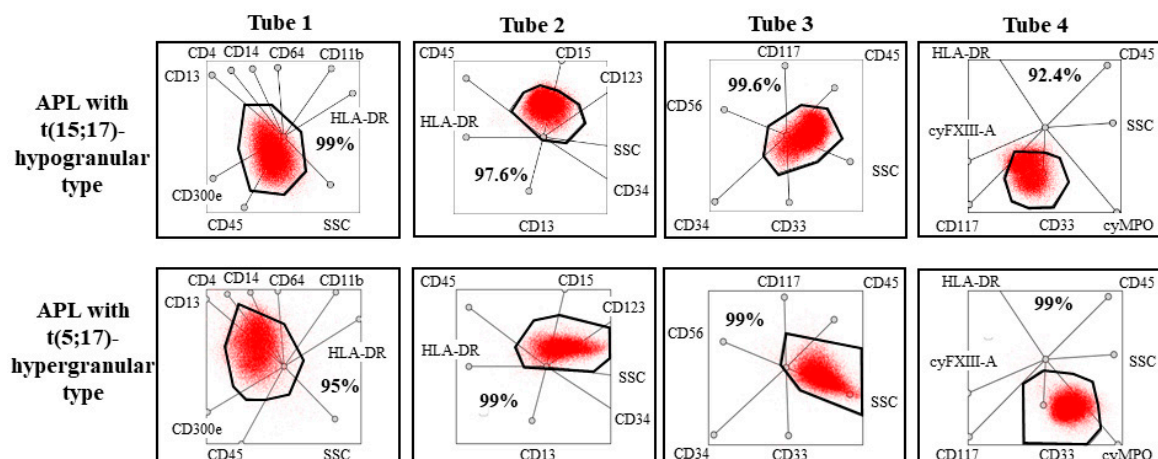 Tube 1
Tube 2
Tube 3
Tube 4
APL with
t(15;17)-
hypogranular
type
CD4
CD14
CD64
CD11b
CD13
HLA-DR
99%
CD300e
CD45
SSC
CD45
CD15
CD123
HLA-DR
SSC
97.6%
CD34
CD13
CD117
CD45
99.6%
CD56
SSC
CD34
CD33
HLA-DR
CD45
92.4%
cyFXIII-A
SSC
CD117
CD33
cyMPO
APL with
t(5;17)-
hypergranular
type
CD4
CD14
CD64
CD11b
CD13
HLA-DR
95%
CD300e
CD45
SSC
CD45
CD15
CD123
HLA-DR
SSC
99%
CD34
CD13
CD117
CD45
99%
CD56
SSC
CD34
CD33
HLA-DR
CD45
99%
cyFXIII-A
SSC
CD117
CD33
cyMPO